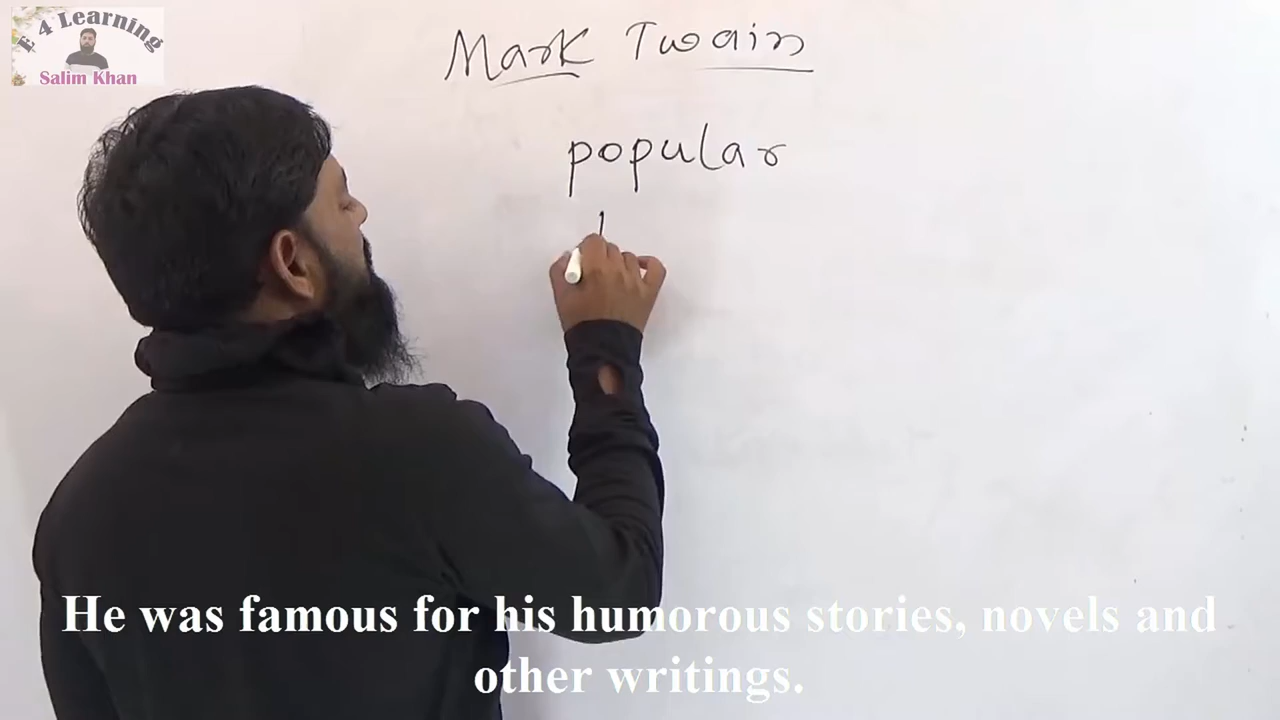 F 4 Learning
Salim Khan
Mark Twain
popular
He was famous for his humorous stories, novels and
other writings.